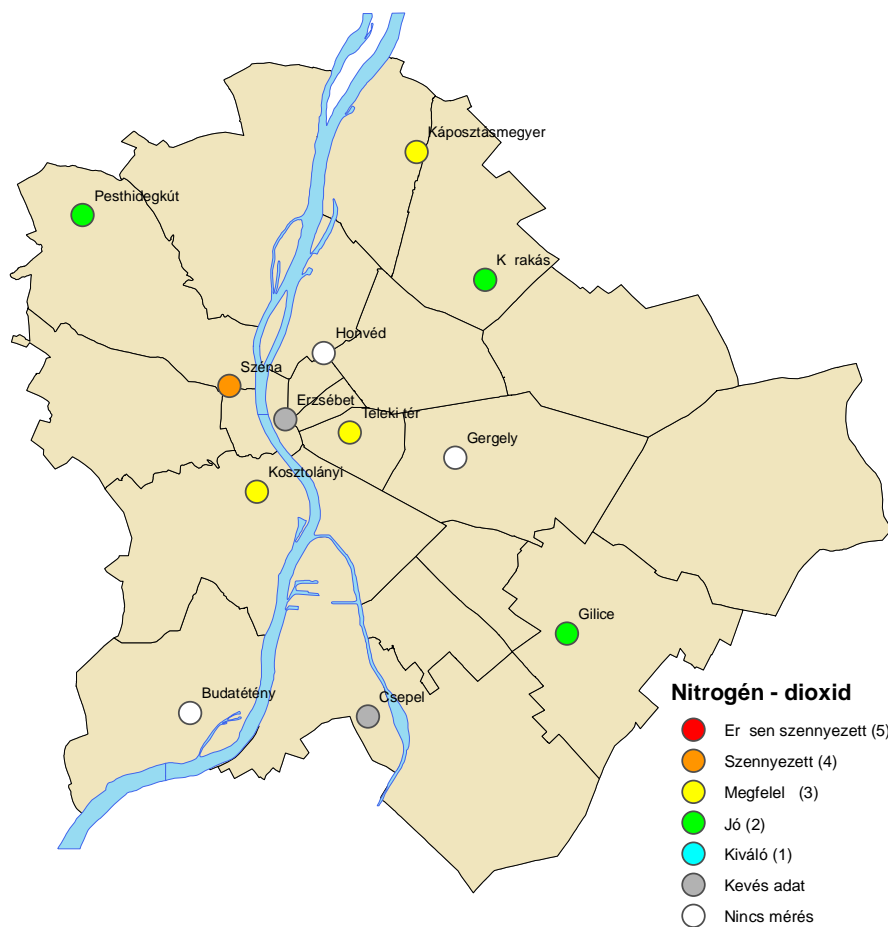 Káposztásmegyer
Pesthidegkút
K rakás
Honvéd
Széna
Erzsébet
Teleki tér
Gergely
Kosztolányi
Gilice
Budatétény
Csepel
Nitrogén - dioxid
Er sen szennyezett (5)
Szennyezett (4)
Megfelel (3)
Jó (2)
Kiváló (1)
Kevés adat
Nincs mérés